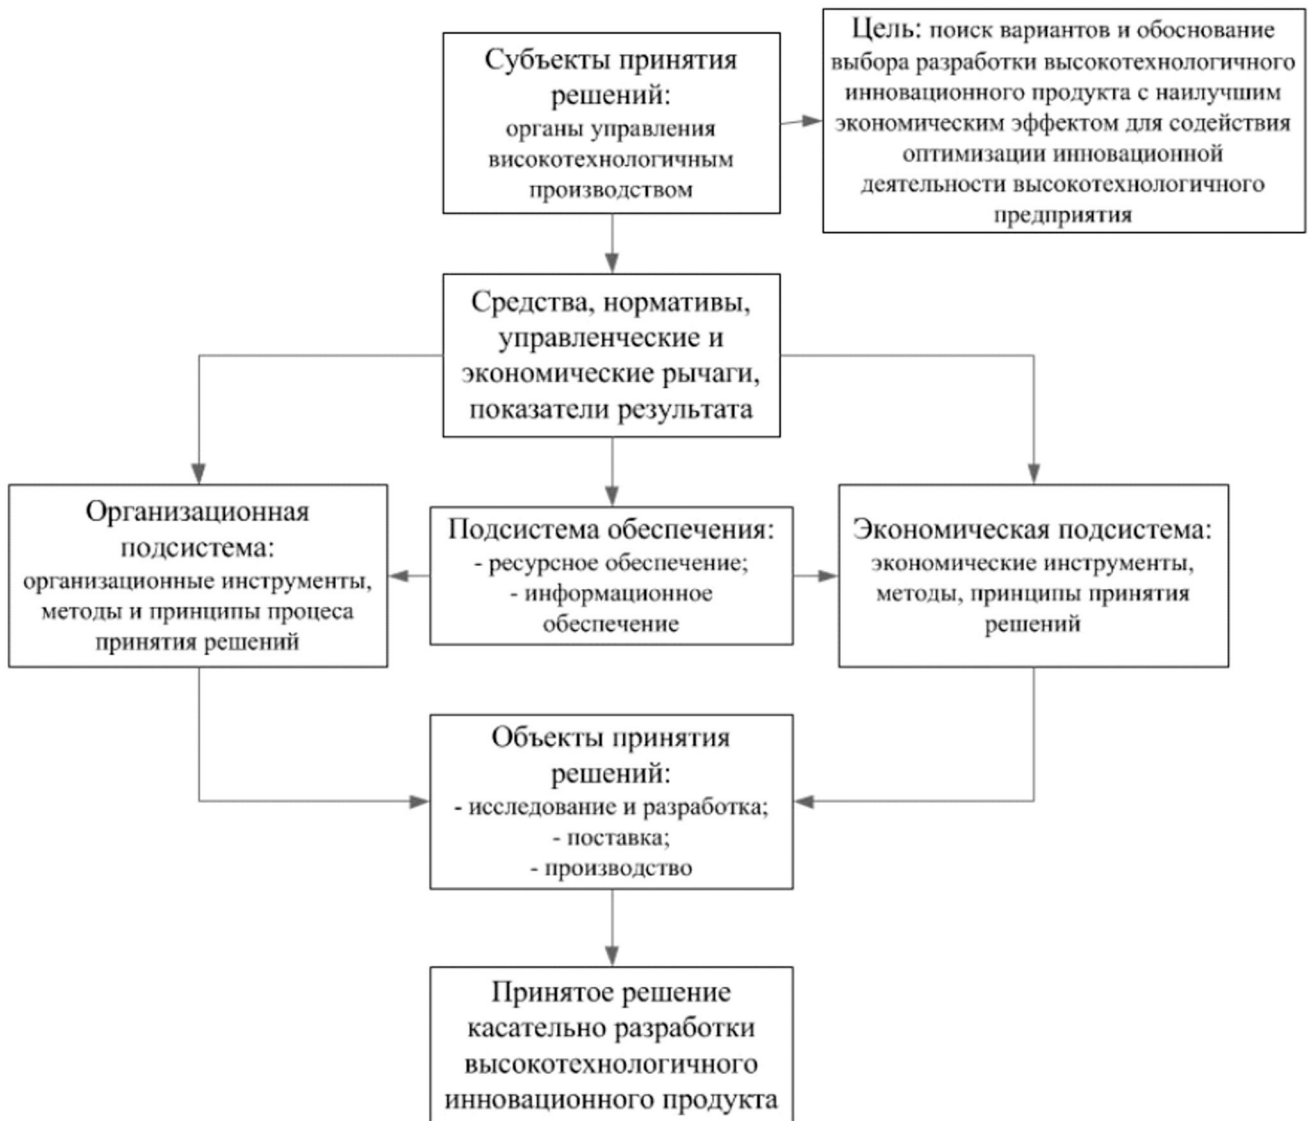 Субъекты принятия
решений:
органы управления
високотехнологичным
производством
Цель: поиск вариантов и обоснование
выбора разработки высокотехнологичного
инновационного продукта с наилучшим
экономическим эффектом для содействия
оптимизации инновационной
деятельности высокотехнологичного
предприятия
Средства, нормативы,
управленческие и
экономические рычаги,
показатели результата
Организационная
подсистема:
организационные инструменты,
методы и принципы процеса
принятия решений
Подсистема обеспечения:
- ресурсное обеспечение;
- информационное
обеспечение
Экономическая подсистема:
экономические инструменты,
методы, принципы принятия
решений
Объекты принятия
решений:
- исследование и разработка;
- поставка;
- производство
Принятое решение
касательно разработки
высокотехнологичного
инновационного продукта